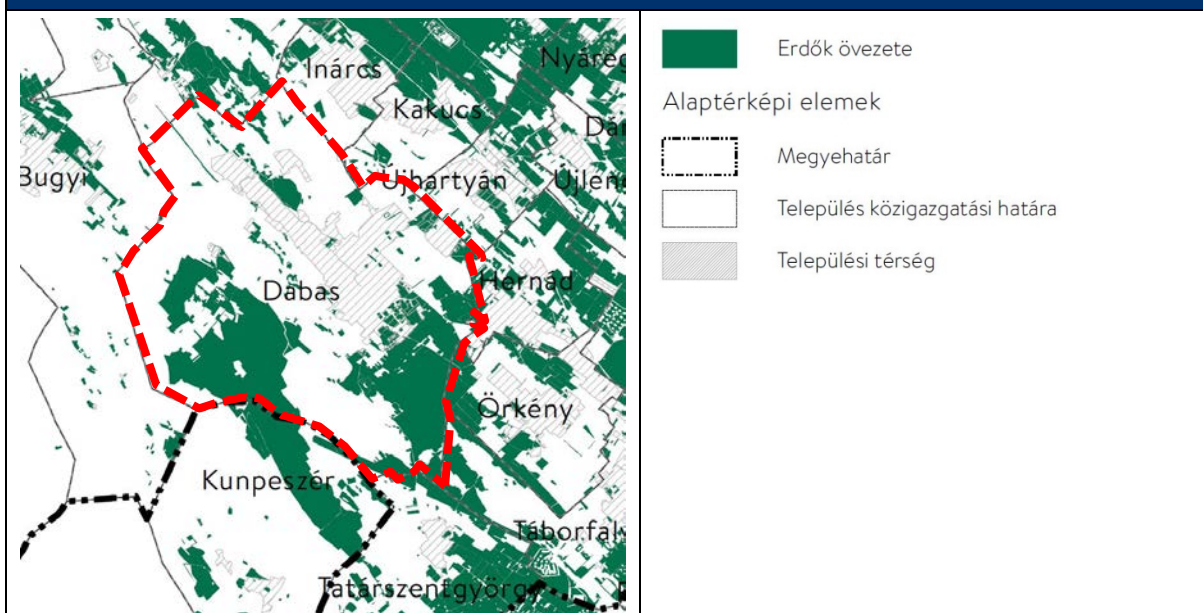 Inárcs
Nyáreg
Kakucs
Dán
Bugyi
Újhartyán
Újlen
Dabas
Hernád
Örkény
Kunpeszér
Táborfalv
Tatárszentgyörgy
Erdők övezete
Alaptérképi elemek
Megyehatár
Település közigazgatási határa
Települési térség